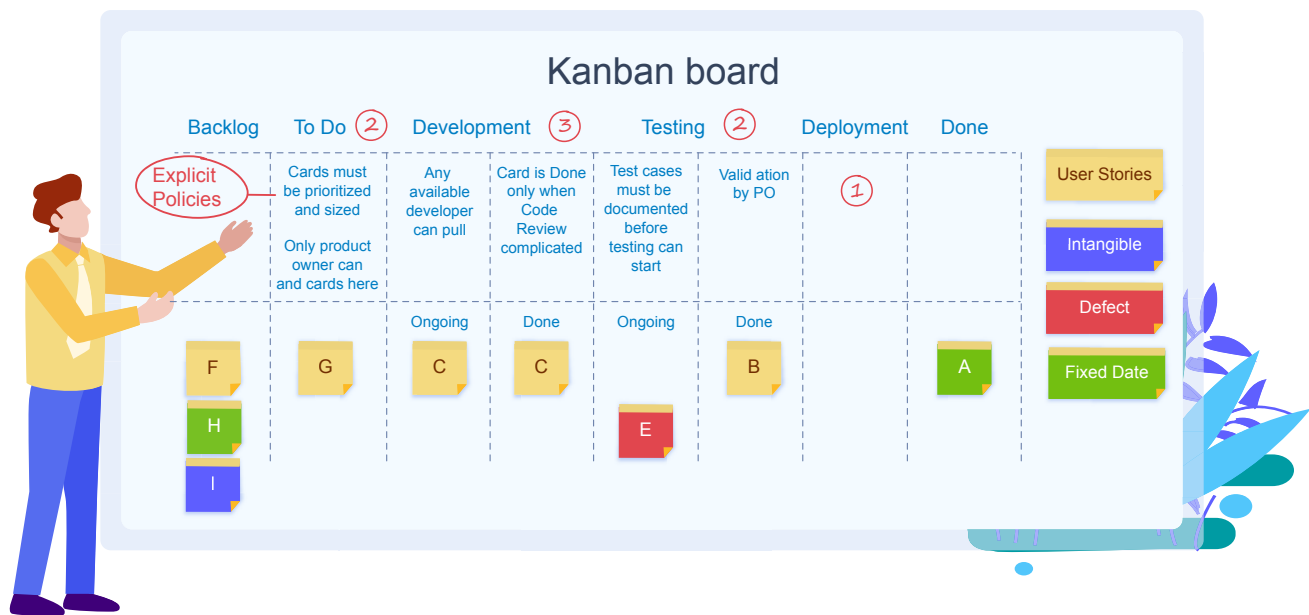 Kanban board
Backlog
To Do
2
Development
3
Testing
2
Deployment
Done
Explicit
Policies
Cards must
be prioritized
and sized
Only product
owner can
and cards here
Any
available
developer
can pull
Card is Done
only when
Code
Review
complicated
Test cases
must be
documented
before
testing can
start
Valid ation
by PO
1
Ongoing
Done
Ongoing
Done
F
G
C
C
B
A
H
E
I
User Stories
Intangible
Defect
Fixed Date